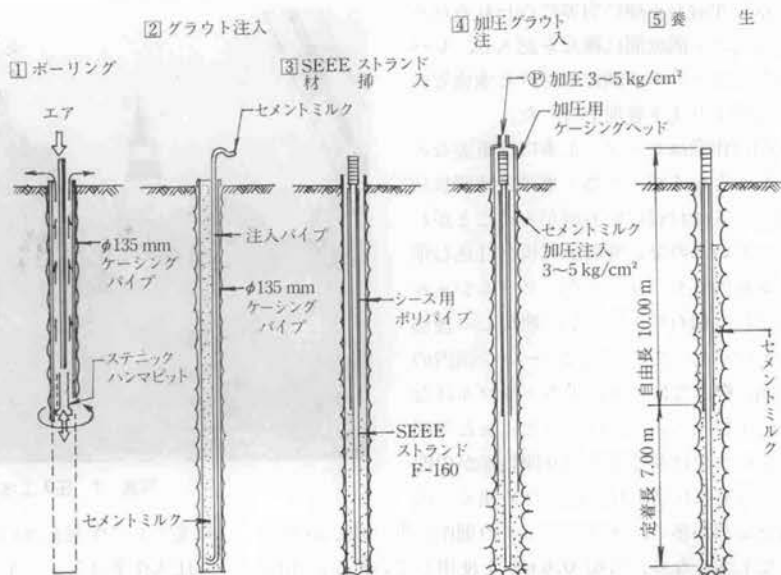 1 ボーリング
エア
φ135 mm
ケーシング
パイプ
ステニック
ハンマビット
2 グラウト注入
セメントミルク
注入パイプ
φ135 mm
ケーシング
パイプ
セメントミルク
3 SEEE ストランド
材 挿 入
シース用
ポリパイプ
SEEE
ストランド
F-160
4 加圧グラウト
注 入
Ⓟ加圧 3~5 kg/cm²
加圧用
ケーシングヘッド
セメントミルク
加圧注入
3~5 kg/cm²
5 養 生
自由長 10.00 m
定着長 7.00 m
セメントミルク